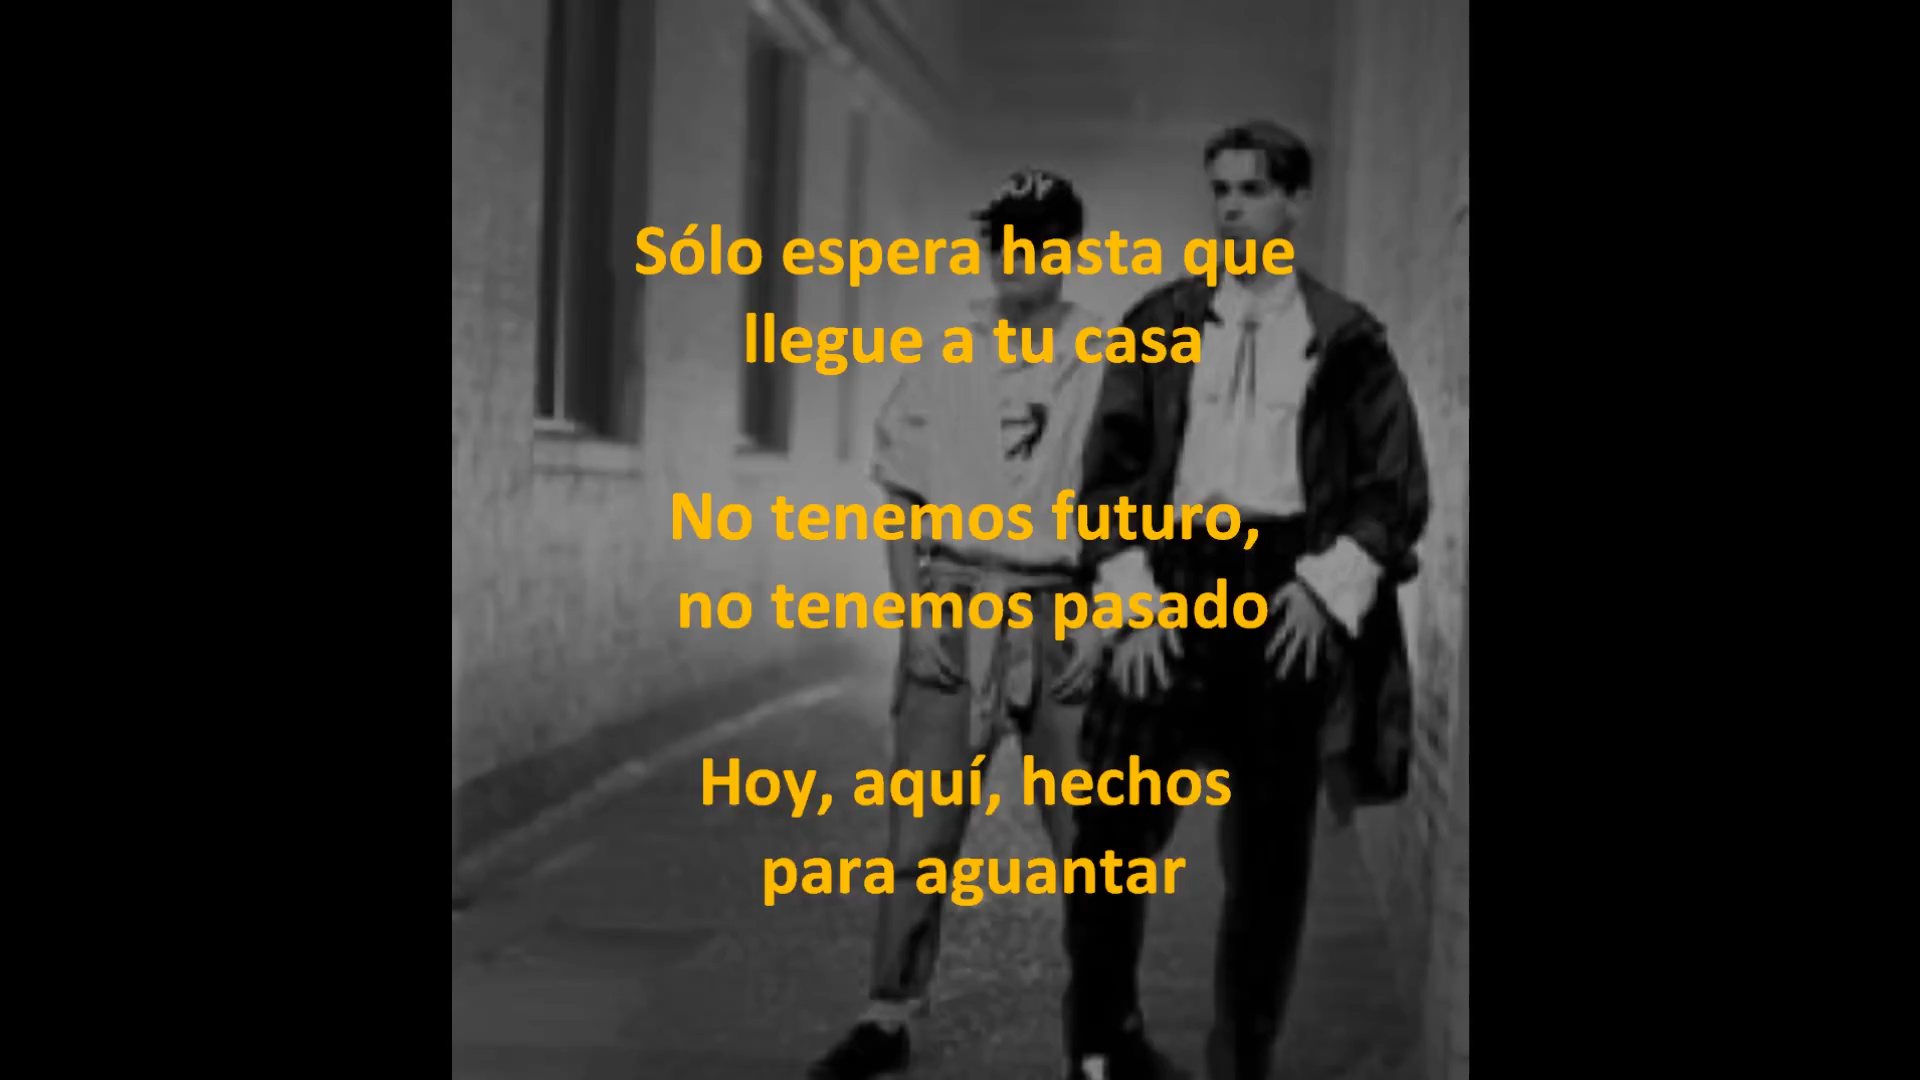 Sólo espera hasta que
llegue a tu casa
No tenemos futuro,
no tenemos pasado
Hoy, aquí, hechos
para aguantar